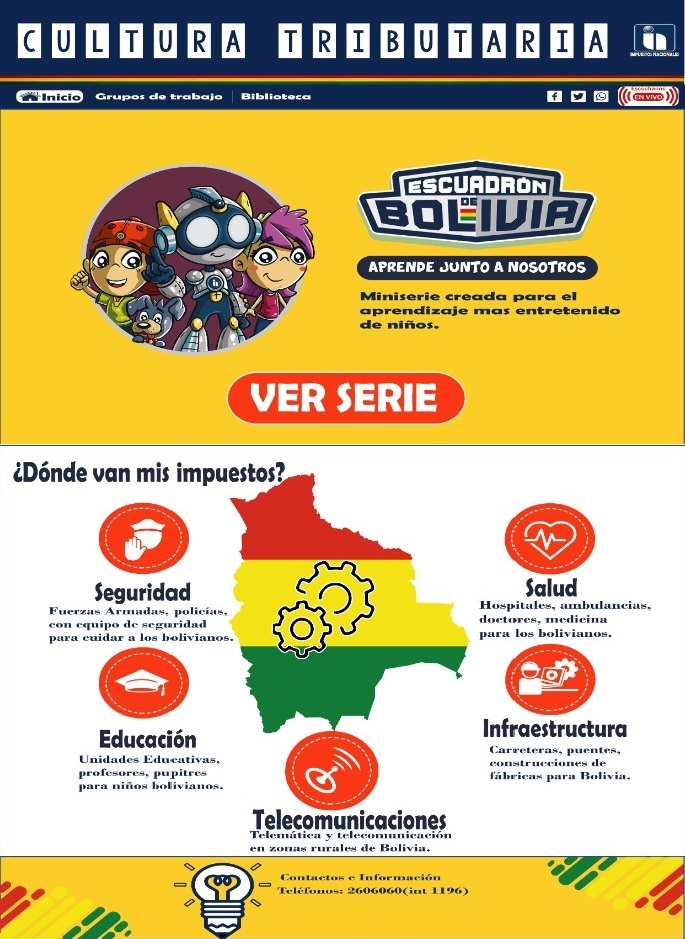 CULTURA TRIBUTARIA
IMPUESTOS NACIONALES
Inicio Grupos de trabajo Biblioteca
Escuchanos
EN VIVO
ESCUADRÓN
DE
BOLIVIA
APRENDE JUNTO A NOSOTROS
Miniserie creada para el
aprendizaje mas entretenido
de niños.
VER SERIE
¿Dónde van mis impuestos?
Seguridad
Fuerzas Armadas, policías,
con equipo de seguridad
para cuidar a los bolivianos.
Salud
Hospitales, ambulancias,
doctores, medicina
para los bolivianos.
Educación
Unidades Educativas,
profesores, pupitres
para niños bolivianos.
Infraestructura
Carreteras, puentes,
construcciones de
fábricas para Bolivia.
Telecomunicaciones
Telemática y telecomunicación
en zonas rurales de Bolivia.
Contactos e Información
Teléfonos: 2606060(int 1196)